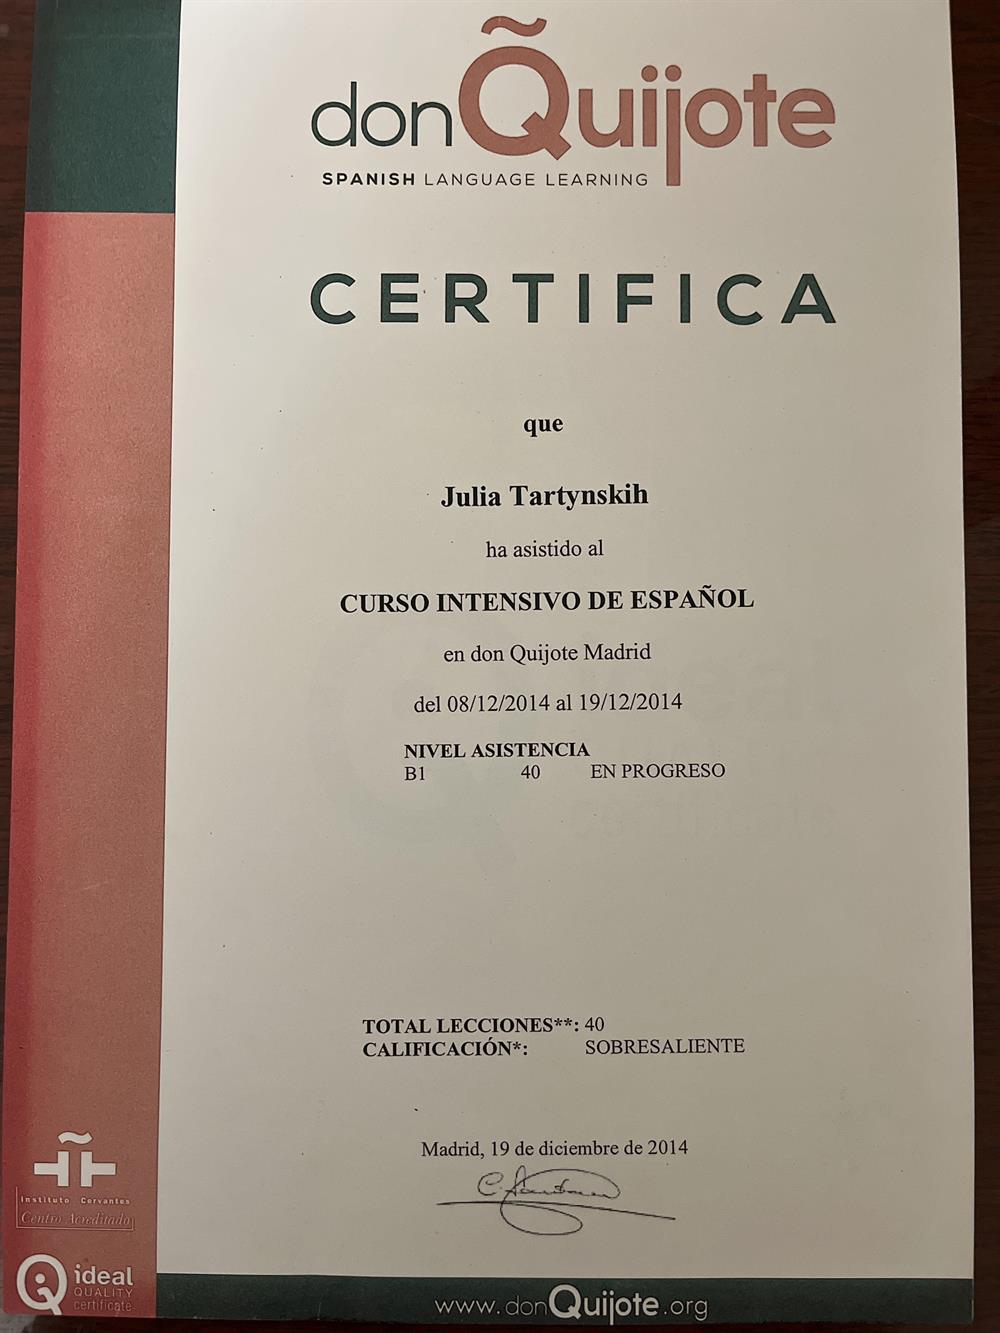 donQuijote
SPANISH LANGUAGE LEARNING
CERTIFICA
que
Julia Tartynskih
ha asistido al
CURSO INTENSIVO DE ESPAÑOL
en don Quijote Madrid
del 08/12/2014 al 19/12/2014
NIVEL ASISTENCIA
B1 40 EN PROGRESO
TOTAL LECCIONES**: 40
CALIFICACIÓN*: SOBRESALIENTE
Madrid, 19 de diciembre de 2014
Instituto Cervantes
Centro Acreditado
ideal
QUALITY
certificate
www.donQuijote.org